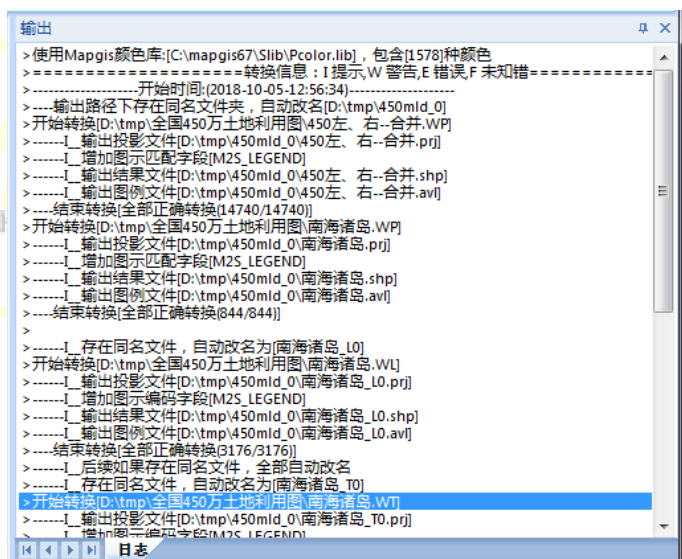 输出
>使用Mapgis颜色库:[C:\mapgis67\Slib\Pcolor.lib]，包含[1578]种颜色
>====================转换信息：I 提示,W 警告,E 错误,F 未知错============
>-------------------开始时间:(2018-10-05-12:56:34)-------------------
>----输出路径下存在同名文件夹，自动改名[D:\tmp\450mld_0]
>开始转换[D:\tmp\全国450万土地利用图\450左、右--合并.WP]
>------I__输出投影文件[D:\tmp\450mld_0\450左、右--合并.prj]
>------I__增加图示匹配字段[M2S_LEGEND]
>------I__输出结果文件[D:\tmp\450mld_0\450左、右--合并.shp]
>------I__输出图例文件[D:\tmp\450mld_0\450左、右--合并.avl]
>----结束转换[全部正确转换(14740/14740)]
>开始转换[D:\tmp\全国450万土地利用图\南海诸岛.WP]
>------I__输出投影文件[D:\tmp\450mld_0\南海诸岛.prj]
>------I__增加图示匹配字段[M2S_LEGEND]
>------I__输出结果文件[D:\tmp\450mld_0\南海诸岛.shp]
>------I__输出图例文件[D:\tmp\450mld_0\南海诸岛.avl]
>----结束转换[全部正确转换(844/844)]
>
>------I__存在同名文件，自动改名为[南海诸岛_L0]
>开始转换[D:\tmp\全国450万土地利用图\南海诸岛.WL]
>------I__输出投影文件[D:\tmp\450mld_0\南海诸岛_L0.prj]
>------I__增加图示编码字段[M2S_LEGEND]
>------I__输出结果文件[D:\tmp\450mld_0\南海诸岛_L0.shp]
>------I__输出图例文件[D:\tmp\450mld_0\南海诸岛_L0.avl]
>----结束转换[全部正确转换(3176/3176)]
>------I__后续如果存在同名文件，全部自动改名
>------I__存在同名文件，自动改名为[南海诸岛_T0]
>开始转换[D:\tmp\全国450万土地利用图\南海诸岛.WT]
>------I__输出投影文件[D:\tmp\450mld_0\南海诸岛_T0.prj]
>------I__增加图示编码字段[M2S_LEGEND]
日志